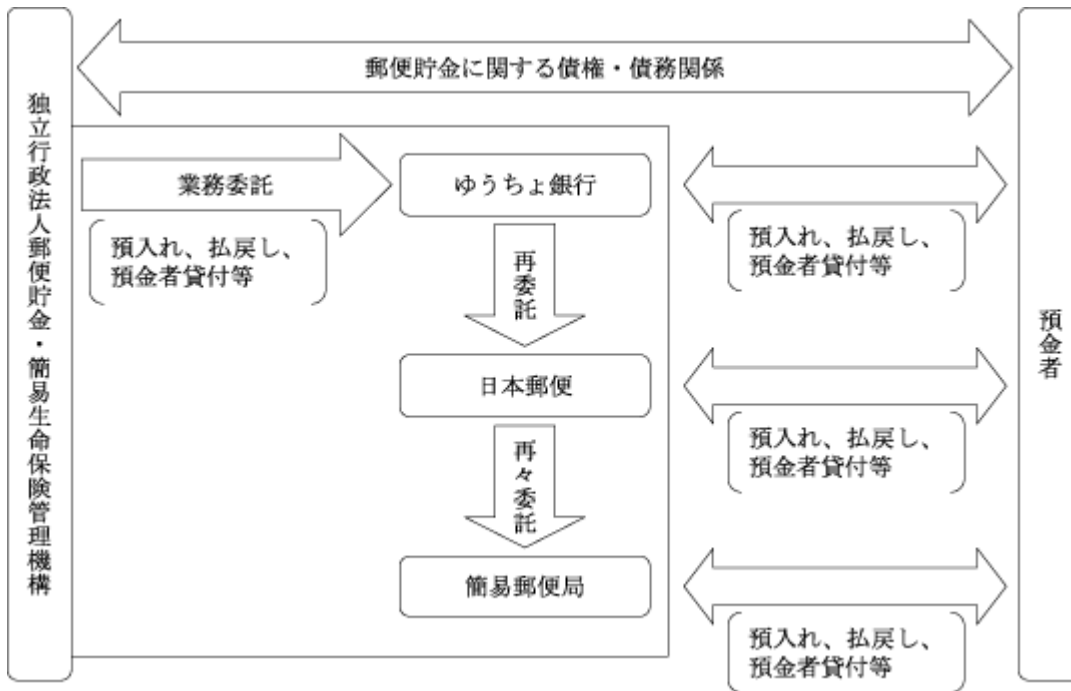 郵便貯金に関する債権・債務関係
独立行政法人郵便貯金・簡易生命保険管理機構
業務委託
預入れ、払戻し、
預金者貸付等
ゆうちょ銀行
再委託
日本郵便
再々委託
簡易郵便局
預入れ、払戻し、
預金者貸付等
預入れ、払戻し、
預金者貸付等
預入れ、払戻し、
預金者貸付等
預金者